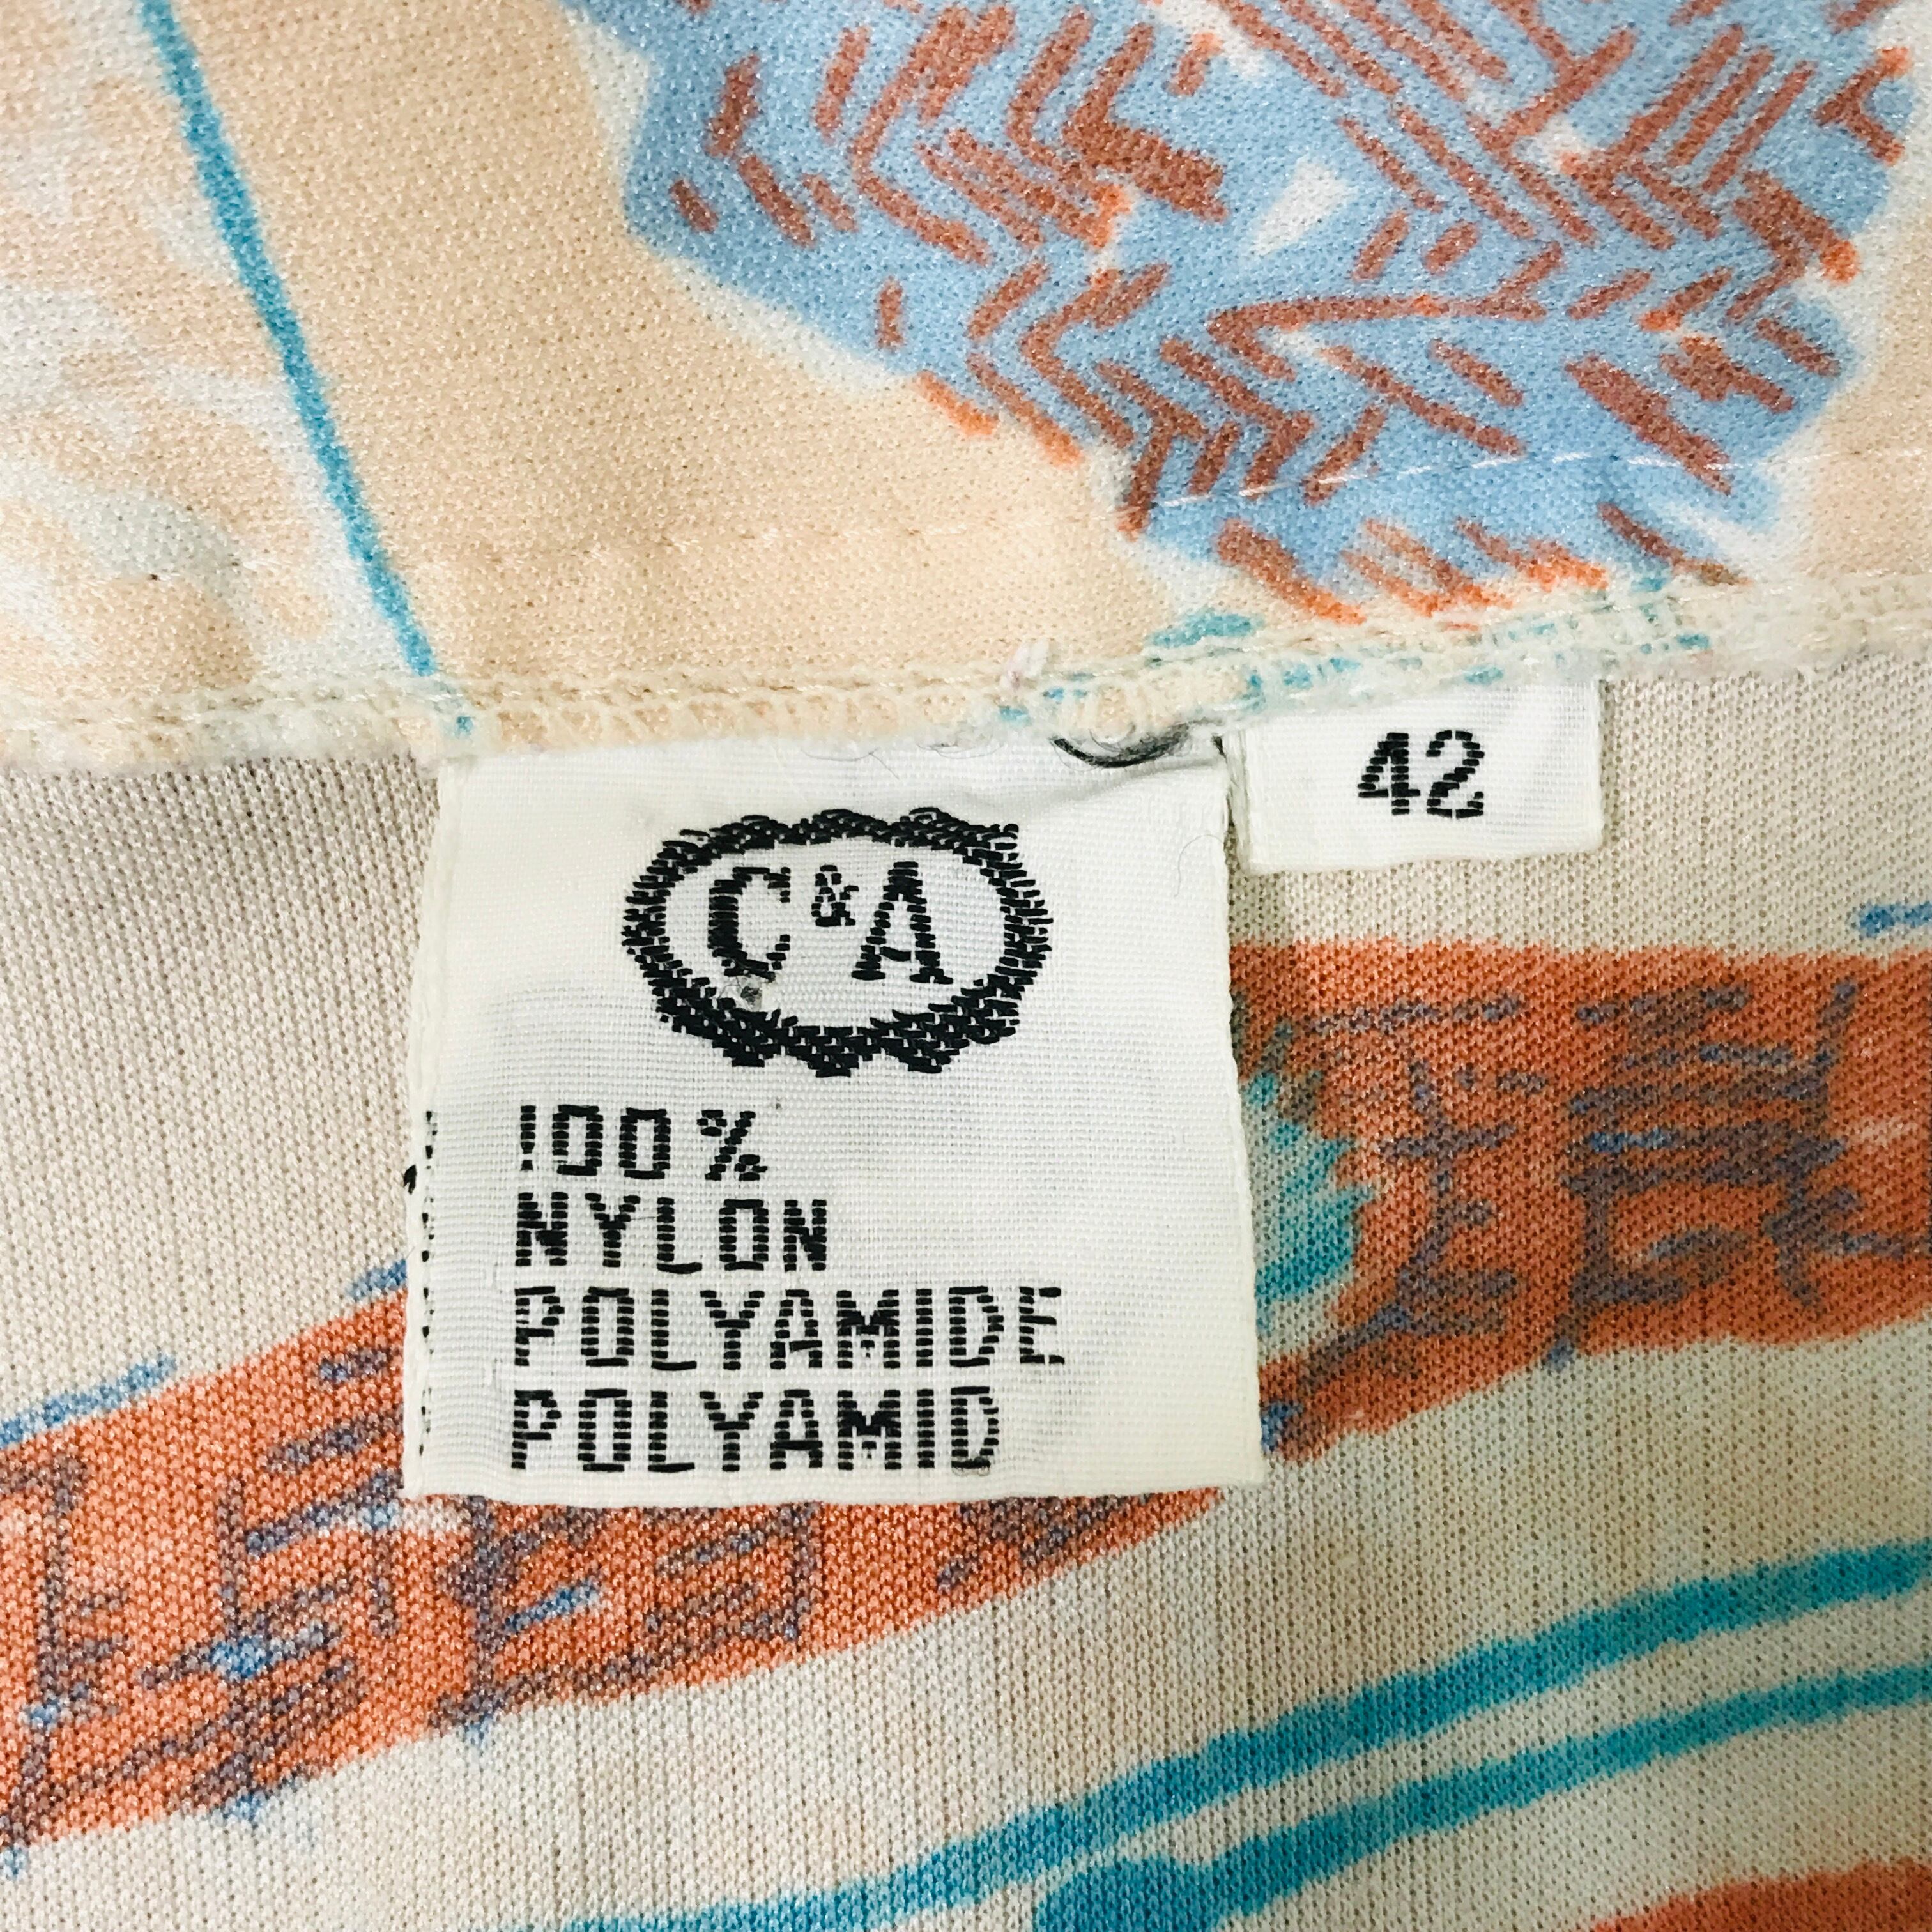 42
C&A
100%
NYLON
POLYAMIDE
POLYAMID